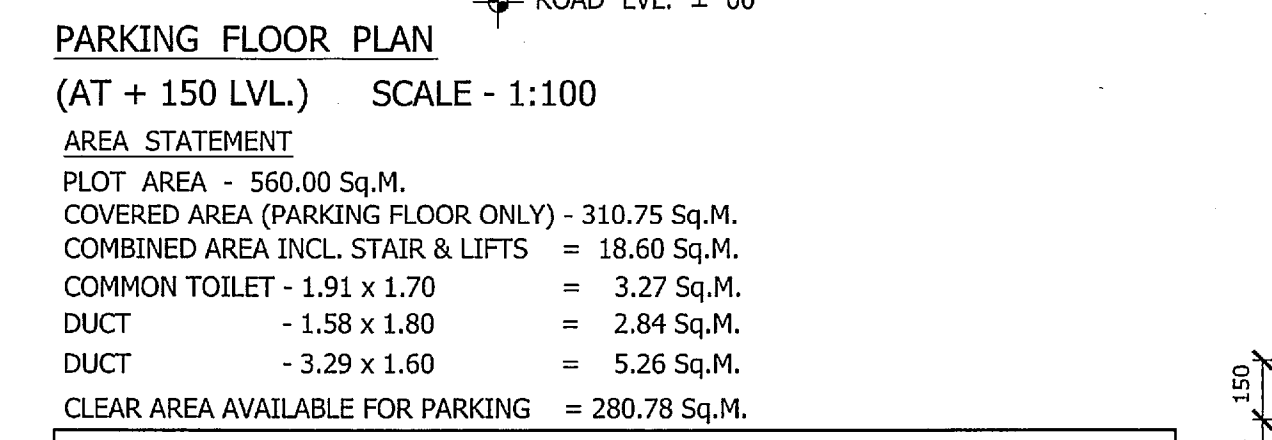 ROAD LVL. ± 00
PARKING FLOOR PLAN
(AT + 150 LVL.) SCALE - 1:100
AREA STATEMENT
PLOT AREA - 560.00 Sq.M.
COVERED AREA (PARKING FLOOR ONLY) - 310.75 Sq.M.
COMBINED AREA INCL. STAIR & LIFTS = 18.60 Sq.M.
COMMON TOILET - 1.91 x 1.70 = 3.27 Sq.M.
DUCT - 1.58 x 1.80 = 2.84 Sq.M.
DUCT - 3.29 x 1.60 = 5.26 Sq.M.
CLEAR AREA AVAILABLE FOR PARKING = 280.78 Sq.M.
150